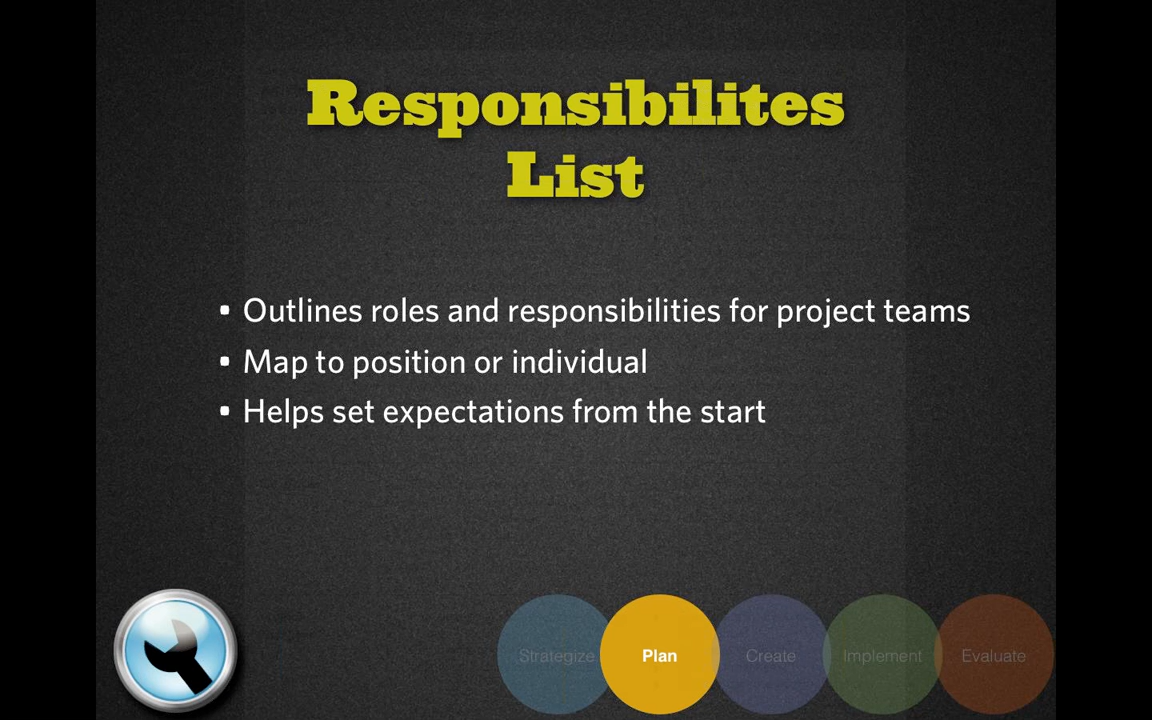 Responsibilites
List
• Outlines roles and responsibilities for project teams
• Map to position or individual
• Helps set expectations from the start
Strategize Plan Create Implement Evaluate